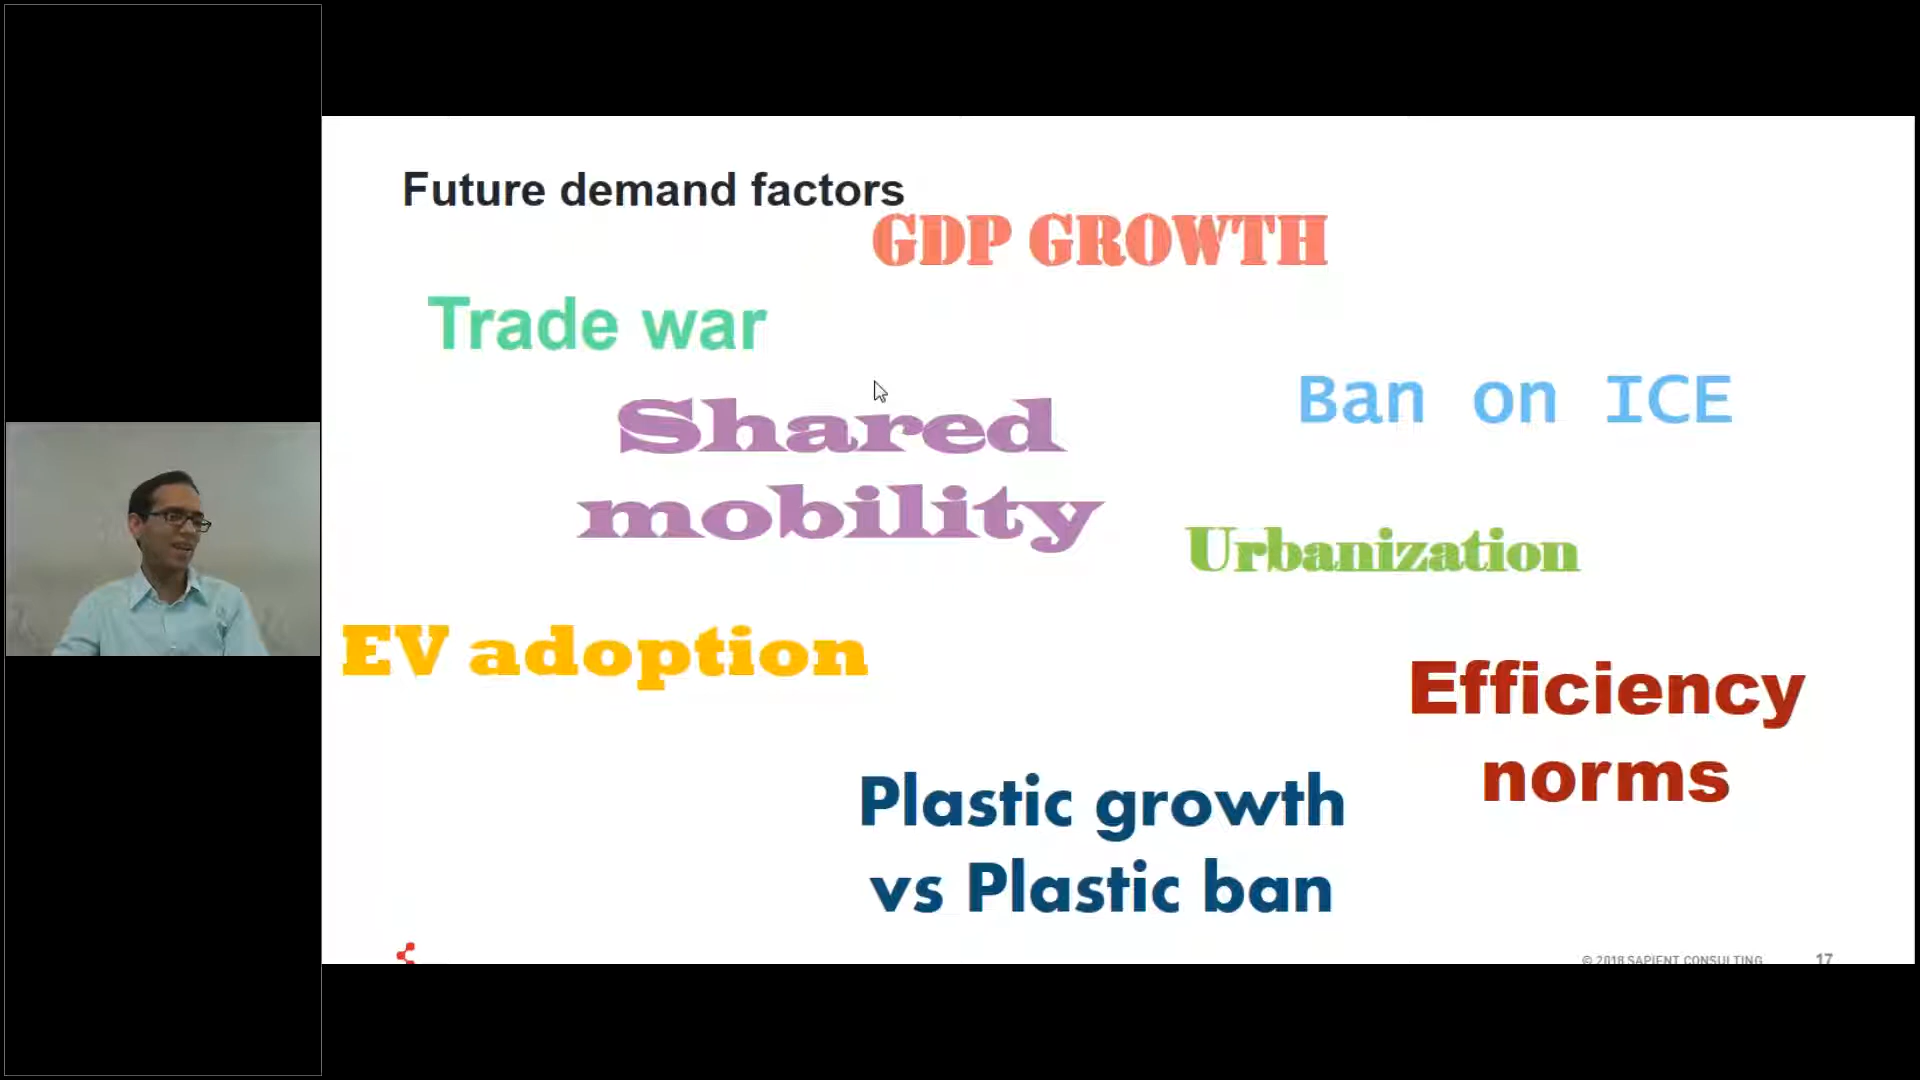 Future demand factors
GDP GROWTH
Trade war
Ban on ICE
Shared
mobility
Urbanization
EV adoption
Efficiency
norms
Plastic growth
vs Plastic ban
© 2018 SAPIENT CONSULTING
17